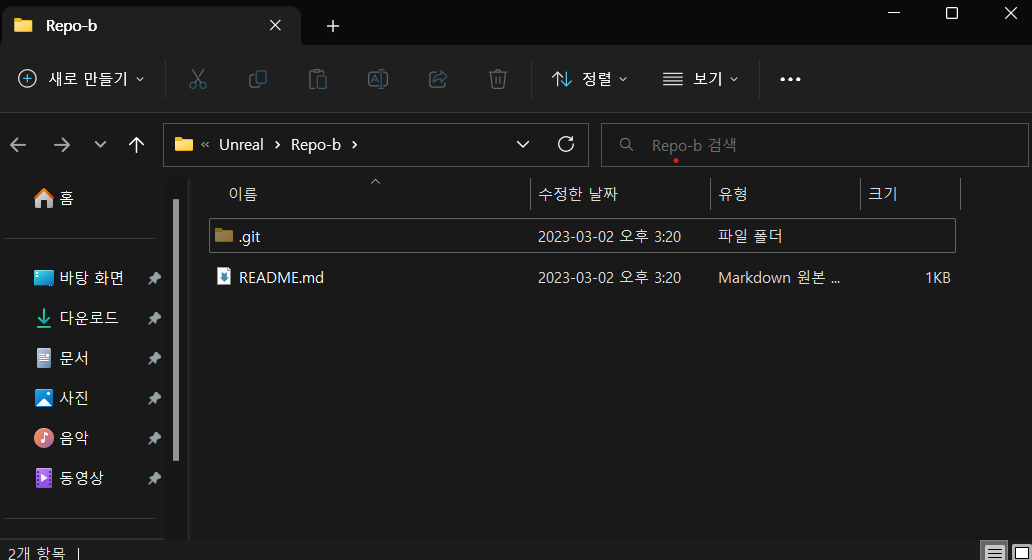 Repo-b
새로 만들기
정렬
보기
Unreal Repo-b
Repo-b 검색
홈
바탕 화면
다운로드
문서
사진
음악
동영상
이름 수정한 날짜 유형 크기
.git 2023-03-02 오후 3:20 파일 폴더
README.md 2023-03-02 오후 3:20 Markdown 원본 ... 1KB
2개 항목